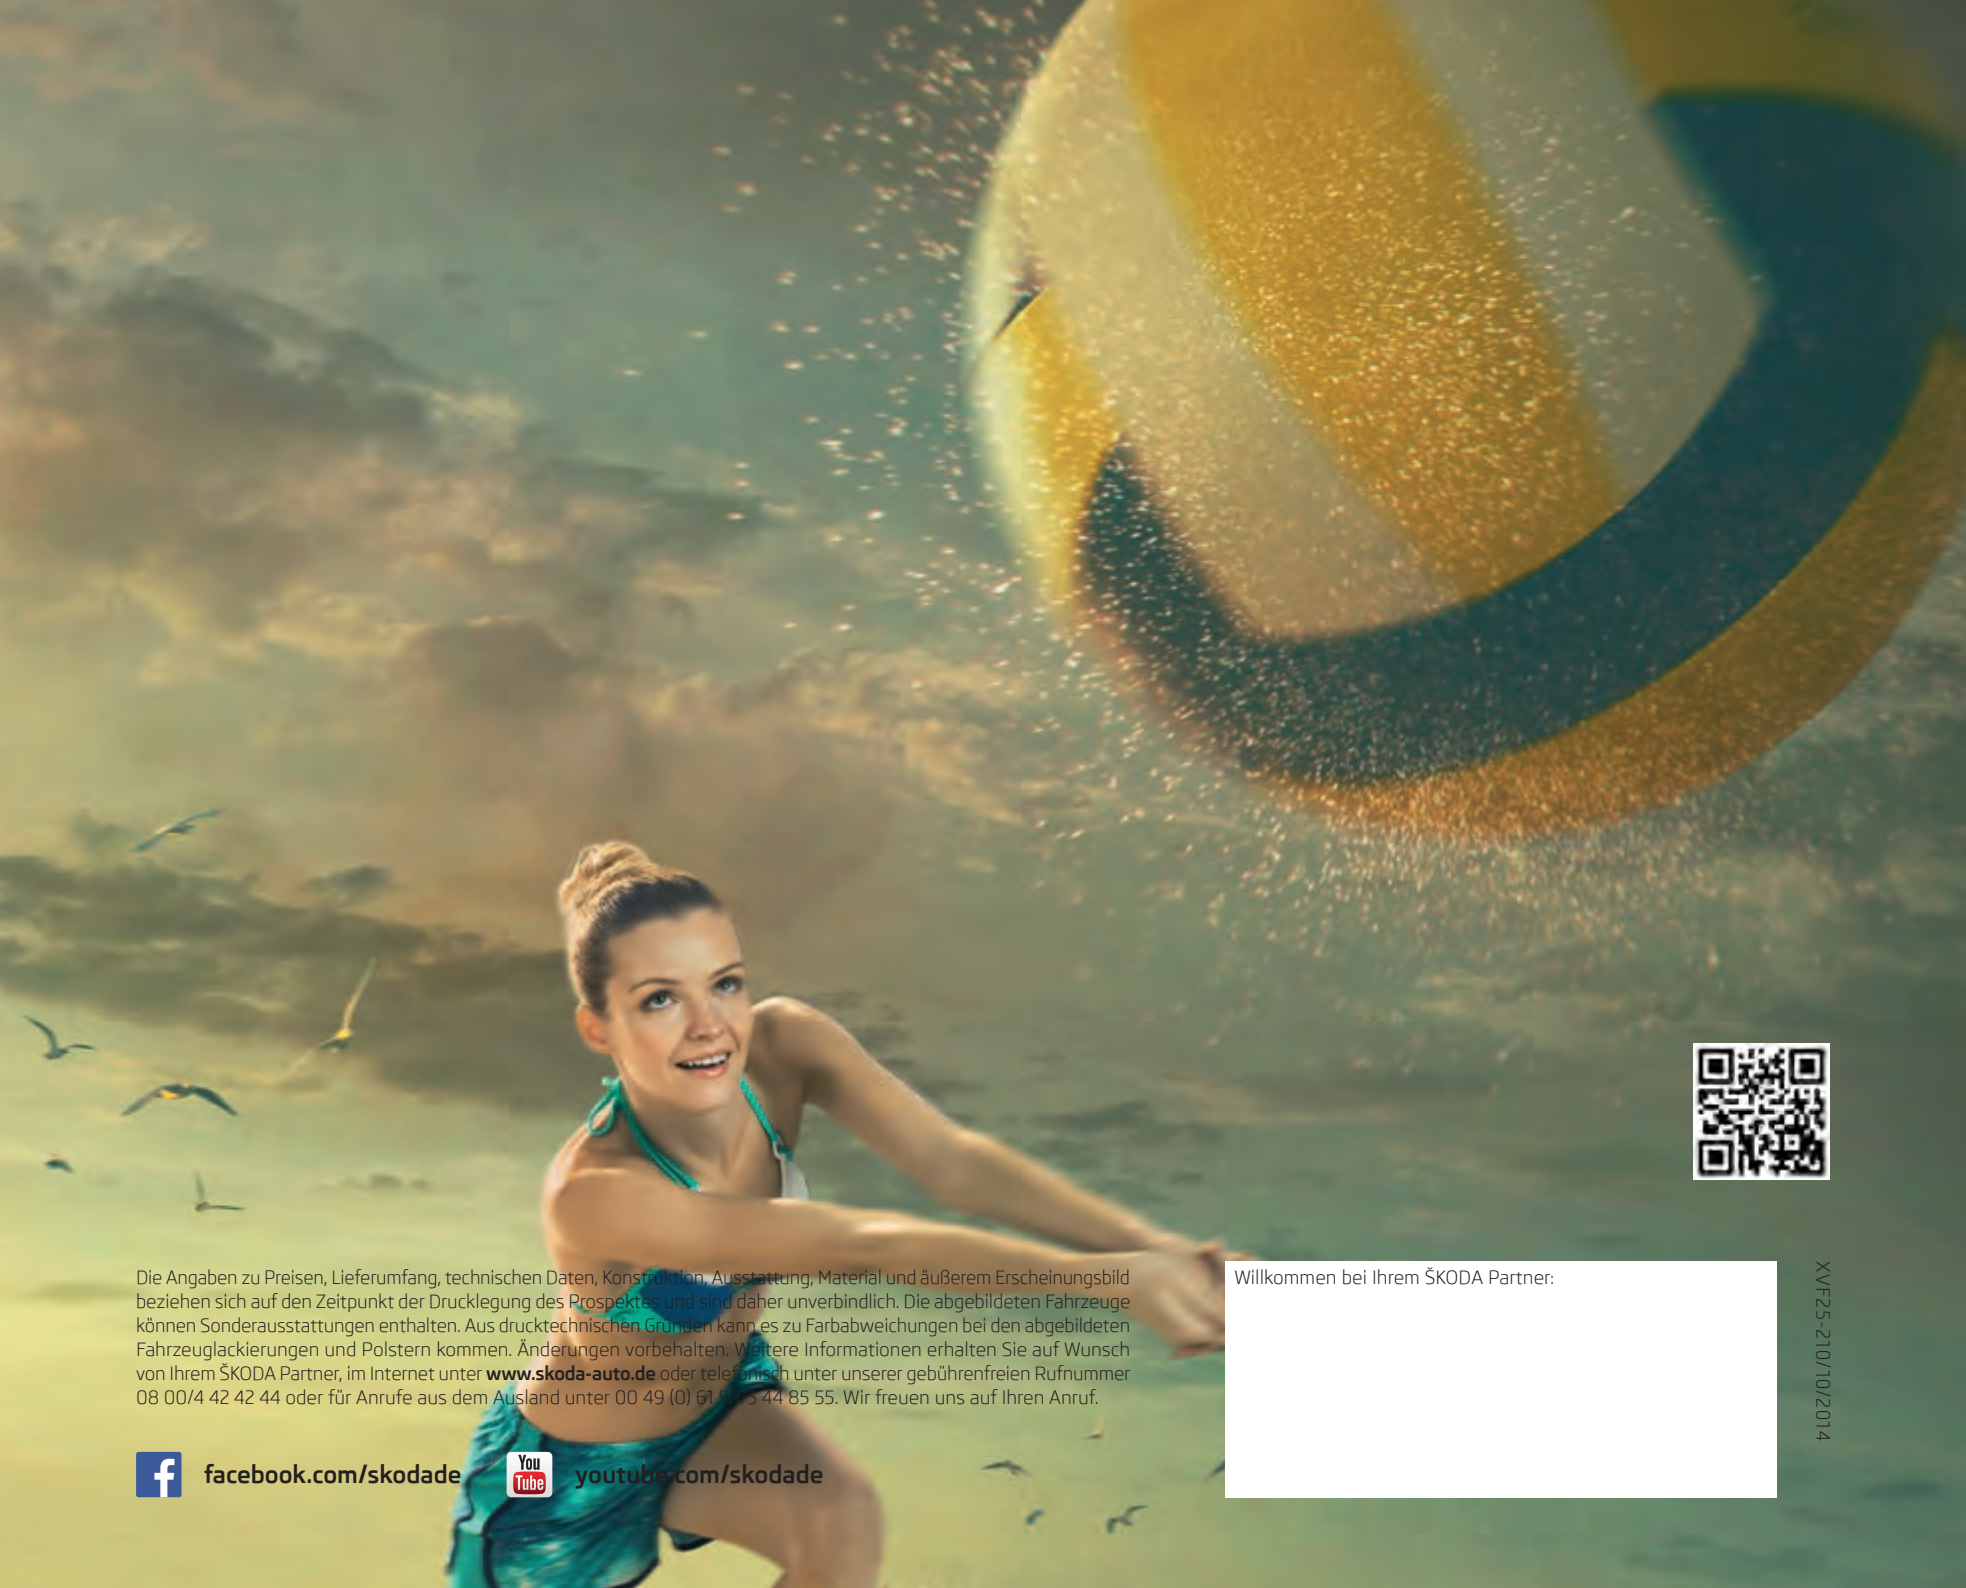 Die Angaben zu Preisen, Lieferumfang, technischen Daten, Konstruktion, Ausstattung, Material und äußerem Erscheinungsbild
beziehen sich auf den Zeitpunkt der Drucklegung des Prospektes und sind daher unverbindlich. Die abgebildeten Fahrzeuge
können Sonderausstattungen enthalten. Aus drucktechnischen Gründen kann es zu Farbabweichungen bei den abgebildeten
Fahrzeuglackierungen und Polstern kommen. Änderungen vorbehalten. Weitere Informationen erhalten Sie auf Wunsch
von Ihrem ŠKODA Partner, im Internet unter www.skoda-auto.de oder telefonisch unter unserer gebührenfreien Rufnummer
08 00/4 42 42 44 oder für Anrufe aus dem Ausland unter 00 49 (0) 61 44 85 55. Wir freuen uns auf Ihren Anruf.
facebook.com/skodade
You
Tube
youtube.com/skodade
Willkommen bei Ihrem ŠKODA Partner:
XVF25-210/10/2014